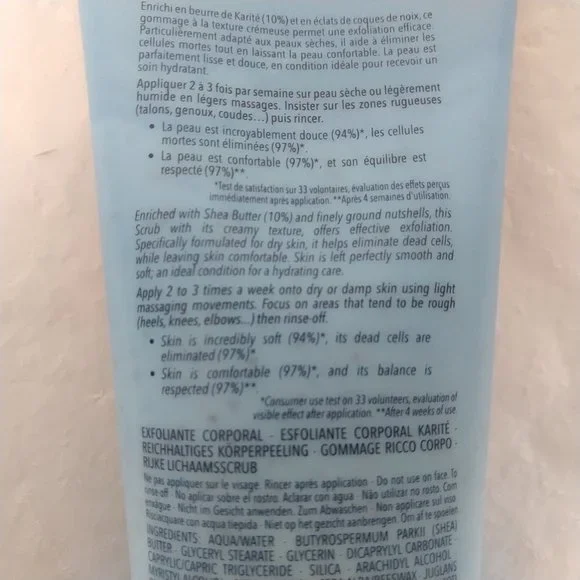 Enrichi en beurre de Karité (10%) et en éclats de coques de noix, ce
gommage à la texture crémeuse permet une exfoliation efficace.
Particulièrement adapté aux peaux sèches, il aide à éliminer les
cellules mortes tout en laissant la peau confortable. La peau est
parfaitement lisse et douce, en condition idéale pour recevoir un
soin hydratant.
Appliquer 2 à 3 fois par semaine sur peau sèche ou légèrement
humide en légers massages. Insister sur les zones rugueuses
(talons, genoux, coudes...) puis rincer.
• La peau est incroyablement douce (94%)*, les cellules
mortes sont éliminées (97%)*.
• La peau est confortable (97%)*, et son équilibre est
respecté (97%)**.
*Test de satisfaction sur 33 volontaires, évaluation des effets perçus
immédiatement après application. **Après 4 semaines d'utilisation.
Enriched with Shea Butter (10%) and finely ground nutshells, this
Scrub with its creamy texture, offers effective exfoliation.
Specifically formulated for dry skin, it helps eliminate dead cells,
while leaving skin comfortable. Skin is left perfectly smooth and
soft, an ideal condition for a hydrating care.
Apply 2 to 3 times a week onto dry or damp skin using light
massaging movements. Focus on areas that tend to be rough
(heels, knees, elbows...) then rinse-off.
• Skin is incredibly soft (94%)*, its dead cells are
eliminated (97%)*.
• Skin is comfortable (97%)*, and its balance is
respected (97%)**.
*Consumer use test on 33 volunteers, evaluation of
visible effect after application. **After 4 weeks of use.
EXFOLIANTE CORPORAL - ESFOLIANTE CORPORAL KARITÉ -
REICHHALTIGES KÖRPERPEELING - GOMMAGE RICCO CORPO -
RIJKE LICHAAMSSCRUB
Ne pas appliquer sur le visage. Rincer après application - Do not use on face. To
rinse off - No aplicar sobre el rostro. Aclarar con agua - Não utilizar no rosto. Com
enxágue - Nicht im Gesicht anwenden. Zum Abwaschen - Non applicare sul viso.
Risciacquare con acqua tiepida - Niet op het gezicht aanbrengen. Om af te spoelen
INGREDIENTS: AQUA/WATER - BUTYROSPERMUM PARKII (SHEA)
BUTTER - GLYCERYL STEARATE - GLYCERIN - DICAPRYLYL CARBONATE -
CAPRYLIC/CAPRIC TRIGLYCERIDE - SILICA - ARACHIDYL ALCOHOL -
BEESWAX JUGLANS